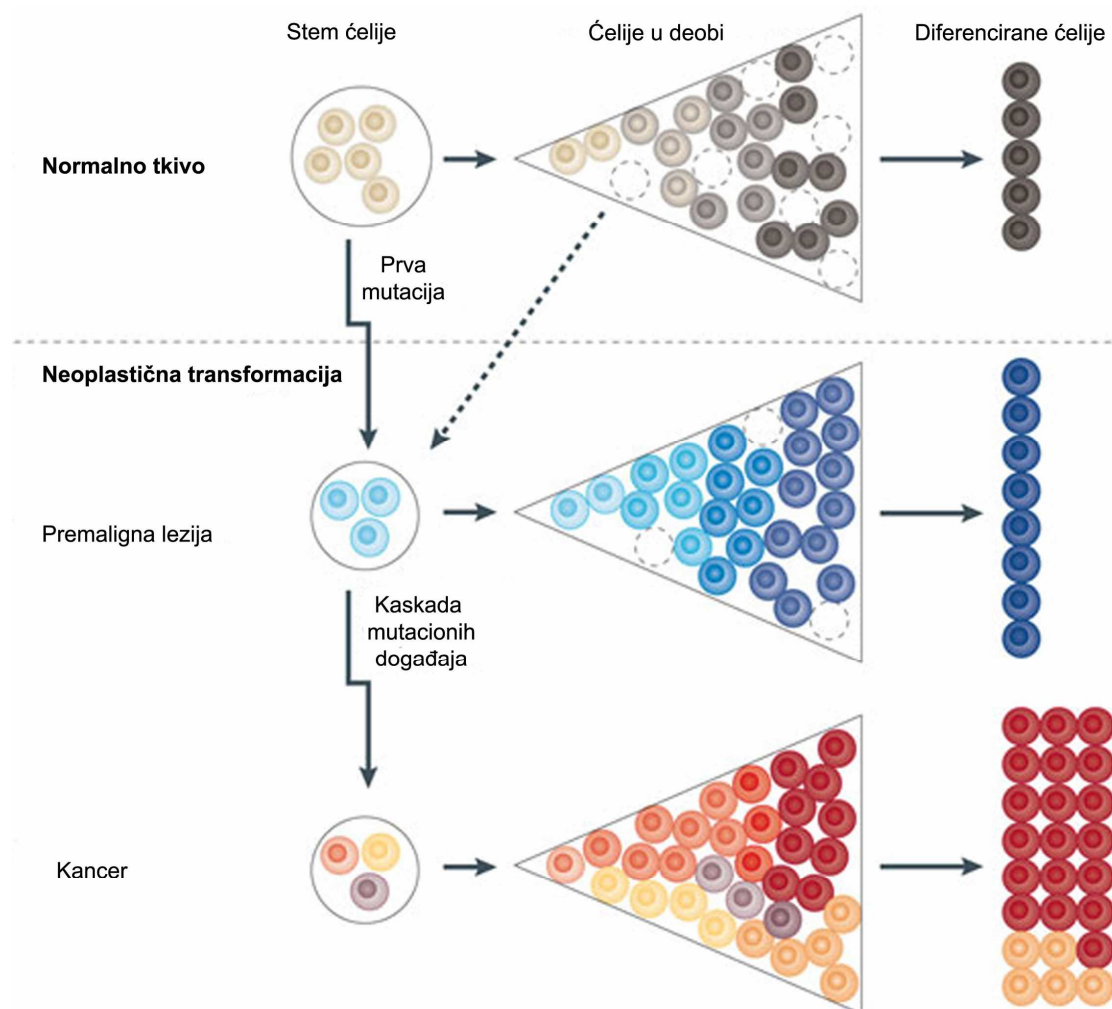 Stem ćelije
Ćelije u deobi
Diferencirane ćelije
Normalno tkivo
Prva
mutacija
Neoplastična transformacija
Premaligna lezija
Kaskada
mutacionih
događaja
Kancer